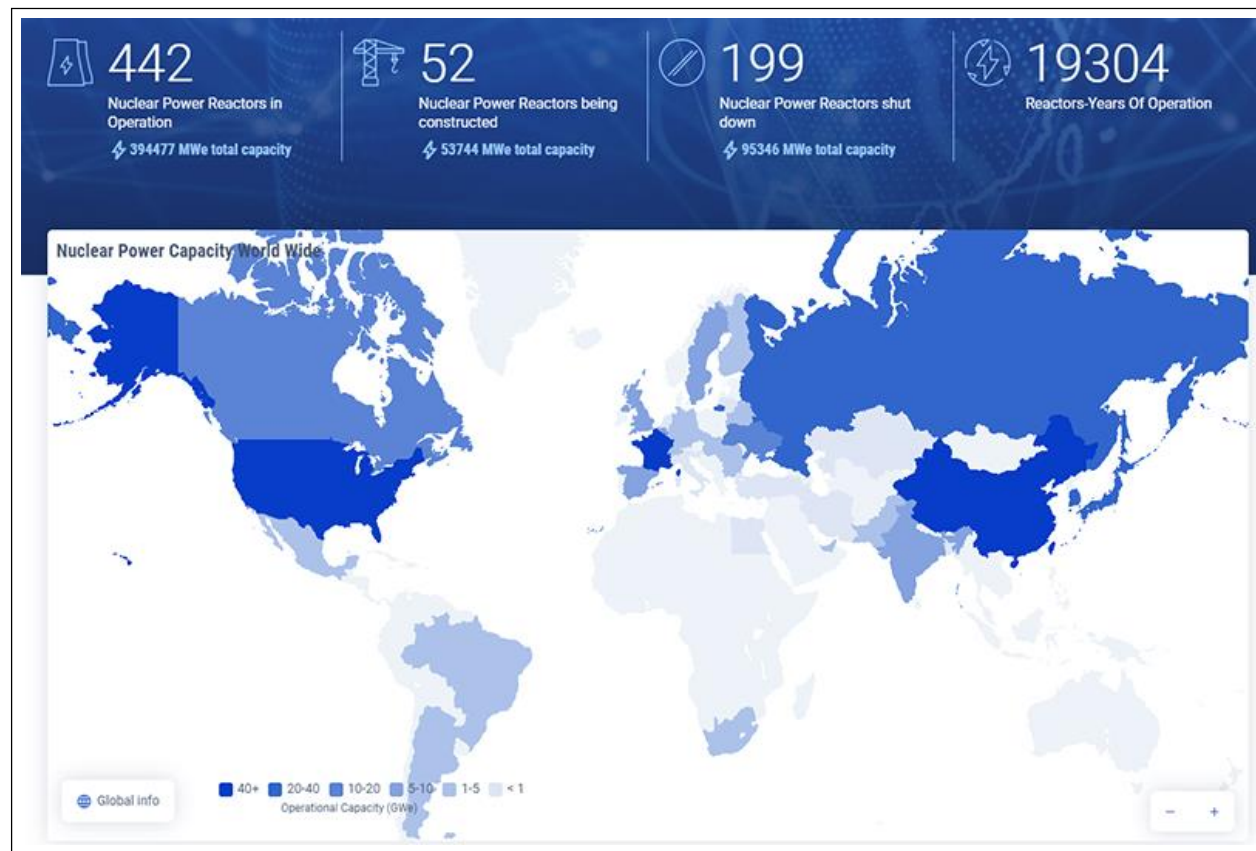 442
Nuclear Power Reactors in
Operation
394477 MWe total capacity
52
Nuclear Power Reactors being
constructed
53744 MWe total capacity
199
Nuclear Power Reactors shut
down
95346 MWe total capacity
19304
Reactors-Years Of Operation
Nuclear Power Capacity World Wide
Global info
40+ 20-40 10-20 5-10 1-5 < 1
Operational Capacity (GWe)
- +